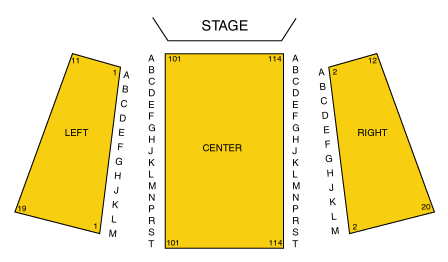 STAGE
11 1
A
B
C
D
E
F
G
H
J
K
L
M
LEFT
19 1
A
B
C
D
E
F
G
H
J
K
L
M
N
P
R
S
T
101 114
CENTER
101 114
A
B
C
D
E
F
G
H
J
K
L
M
N
P
R
S
T
A
B
C
D
E
F
G
H
J
K
L
M
2 12
RIGHT
2 20